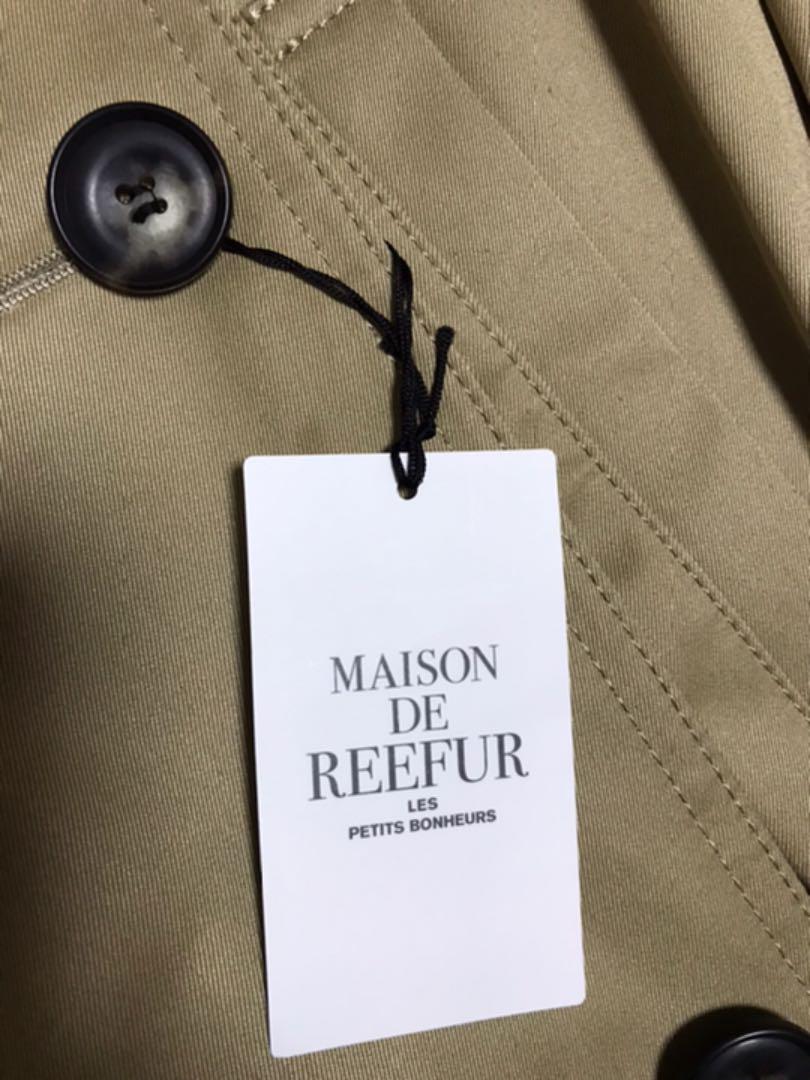 MAISON
DE
REEFUR
LES
PETITS BONHEURS